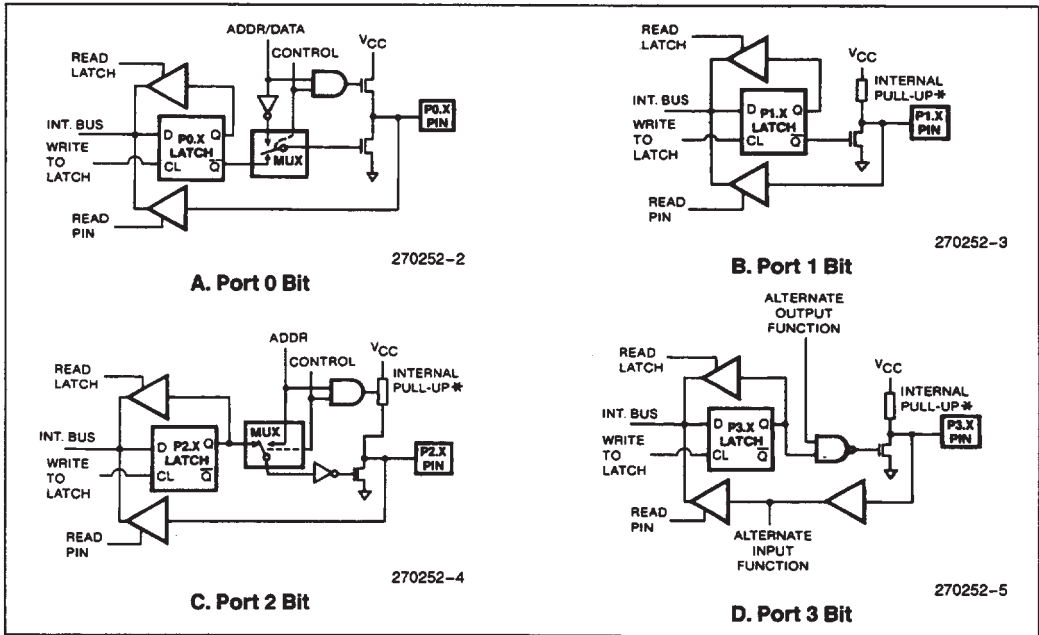 ADDR/DATA
CONTROL
VCC
READ
LATCH
INT. BUS
WRITE
TO
LATCH
D P0.X Q
LATCH
CL Q
MUX
P0.X
PIN
READ
PIN
270252-2
A. Port 0 Bit
READ
LATCH
VCC
INTERNAL
PULL-UP*
INT. BUS
WRITE
TO
LATCH
D P1.X Q
LATCH
CL Q
P1.X
PIN
READ
PIN
270252-3
B. Port 1 Bit
ADDR
CONTROL
VCC
INTERNAL
PULL-UP*
READ
LATCH
INT. BUS
WRITE
TO
LATCH
D P2.X Q
LATCH
CL Q
MUX
P2.X
PIN
READ
PIN
270252-4
C. Port 2 Bit
ALTERNATE
OUTPUT
FUNCTION
READ
LATCH
VCC
INTERNAL
PULL-UP*
INT. BUS
WRITE
TO
LATCH
D P3.X Q
LATCH
CL Q
P3.X
PIN
READ
PIN
ALTERNATE
INPUT
FUNCTION
270252-5
D. Port 3 Bit